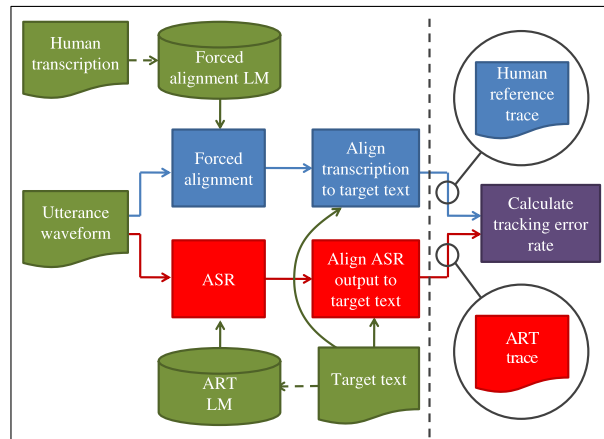 Human
transcription
Forced
alignment LM
Human
reference
trace
Forced
alignment
Align
transcription
to target text
Utterance
waveform
Calculate
tracking error
rate
ASR
Align ASR
output to
target text
ART
LM
Target text
ART
trace